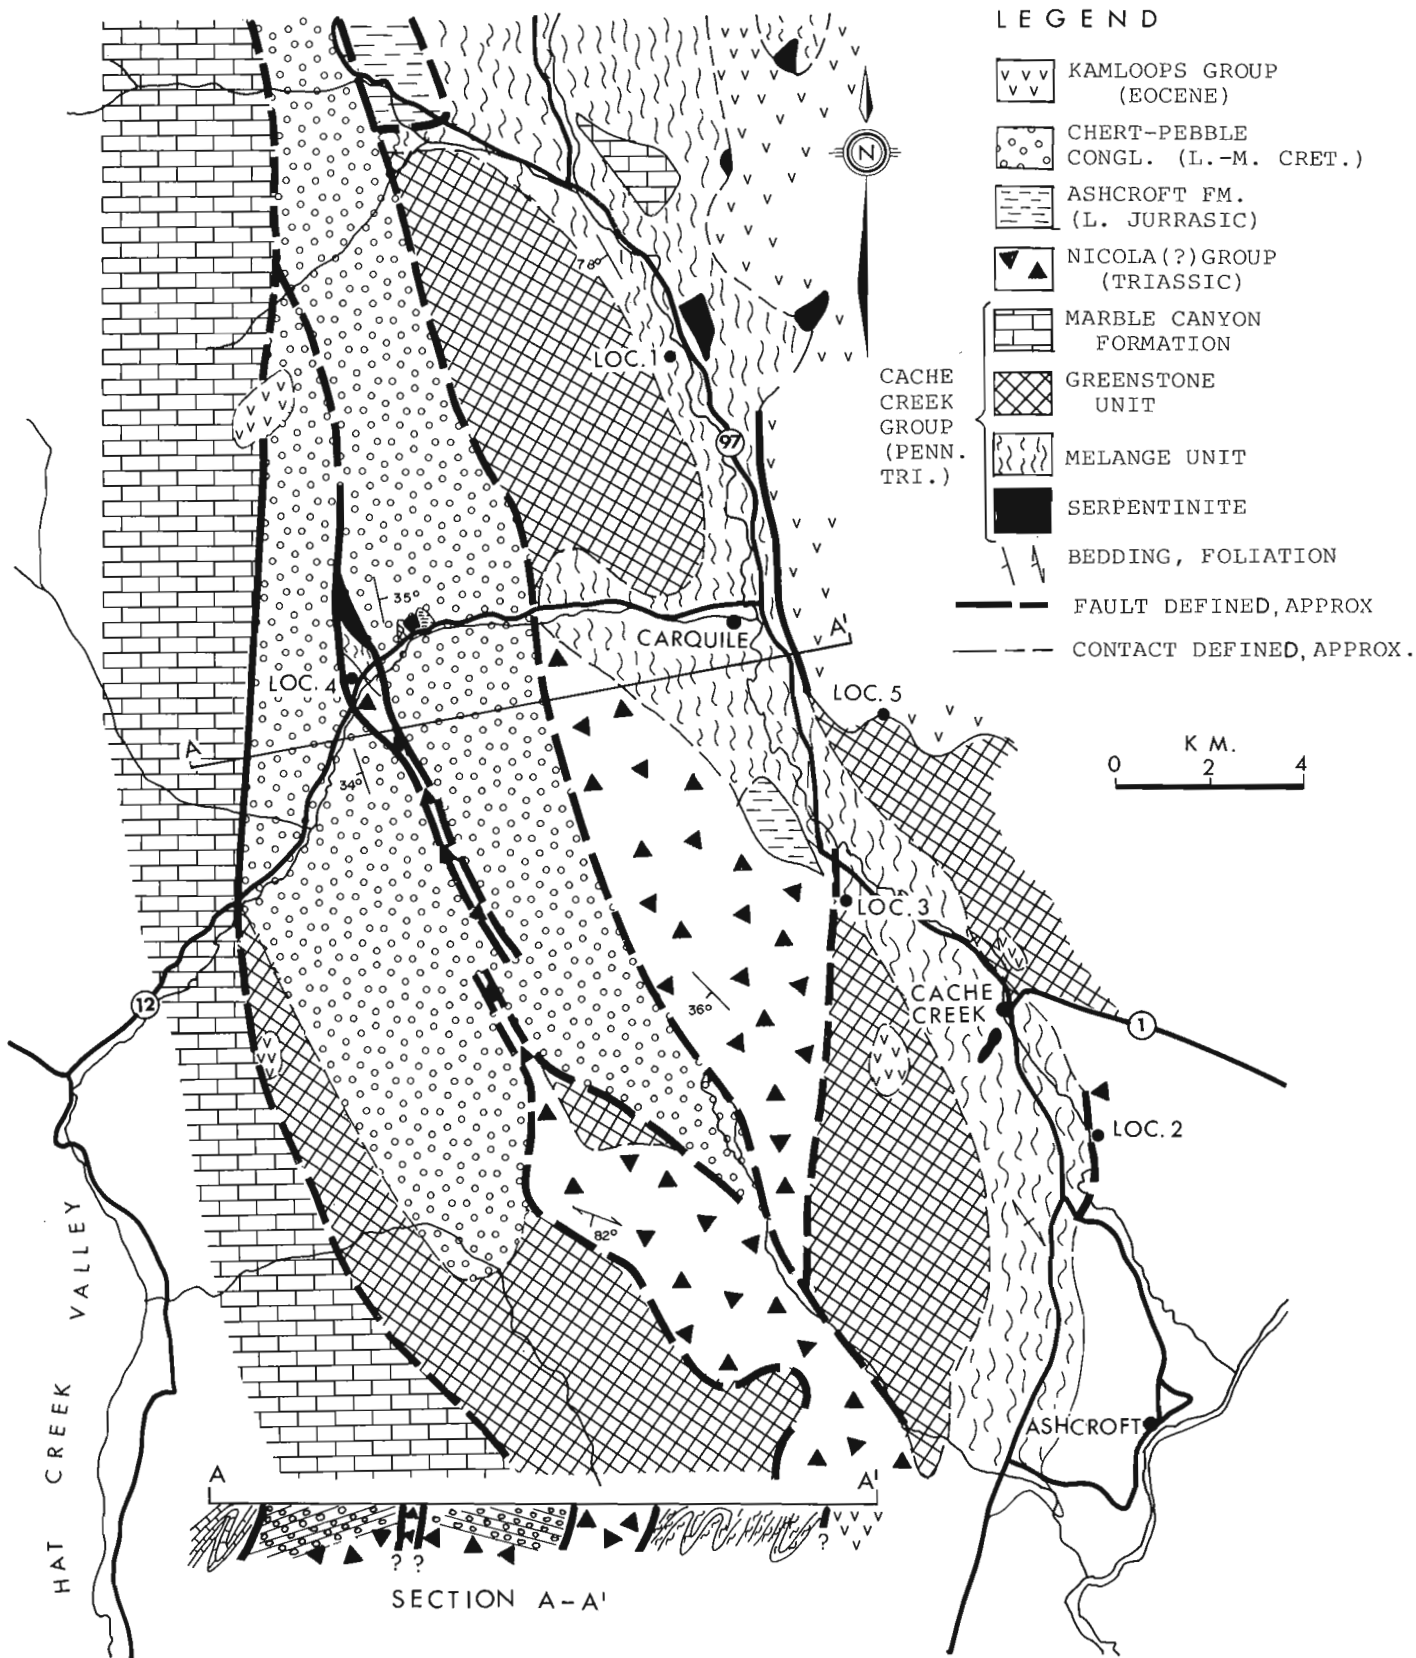 LEGEND
KAMLOOPS GROUP
(EOCENE)
CHERT-PEBBLE
CONGL. (L.-M. CRET.)
ASHCROFT FM.
(L. JURRASIC)
NICOLA(?)GROUP
(TRIASSIC)
MARBLE CANYON
FORMATION
GREENSTONE
UNIT
MELANGE UNIT
SERPENTINITE
BEDDING, FOLIATION
FAULT DEFINED, APPROX
CONTACT DEFINED, APPROX.
CACHE
CREEK
GROUP
(PENN.
TRI.)
N
78°
LOC. 1
97
35°
CARQUILE
A'
LOC. 4
LOC. 5
A
34°
K M.
0 2 4
LOC. 3
36°
CACHE
CREEK
12
1
LOC. 2
82°
HAT CREEK VALLEY
ASHCROFT
A A'
? ? ?
SECTION A-A'